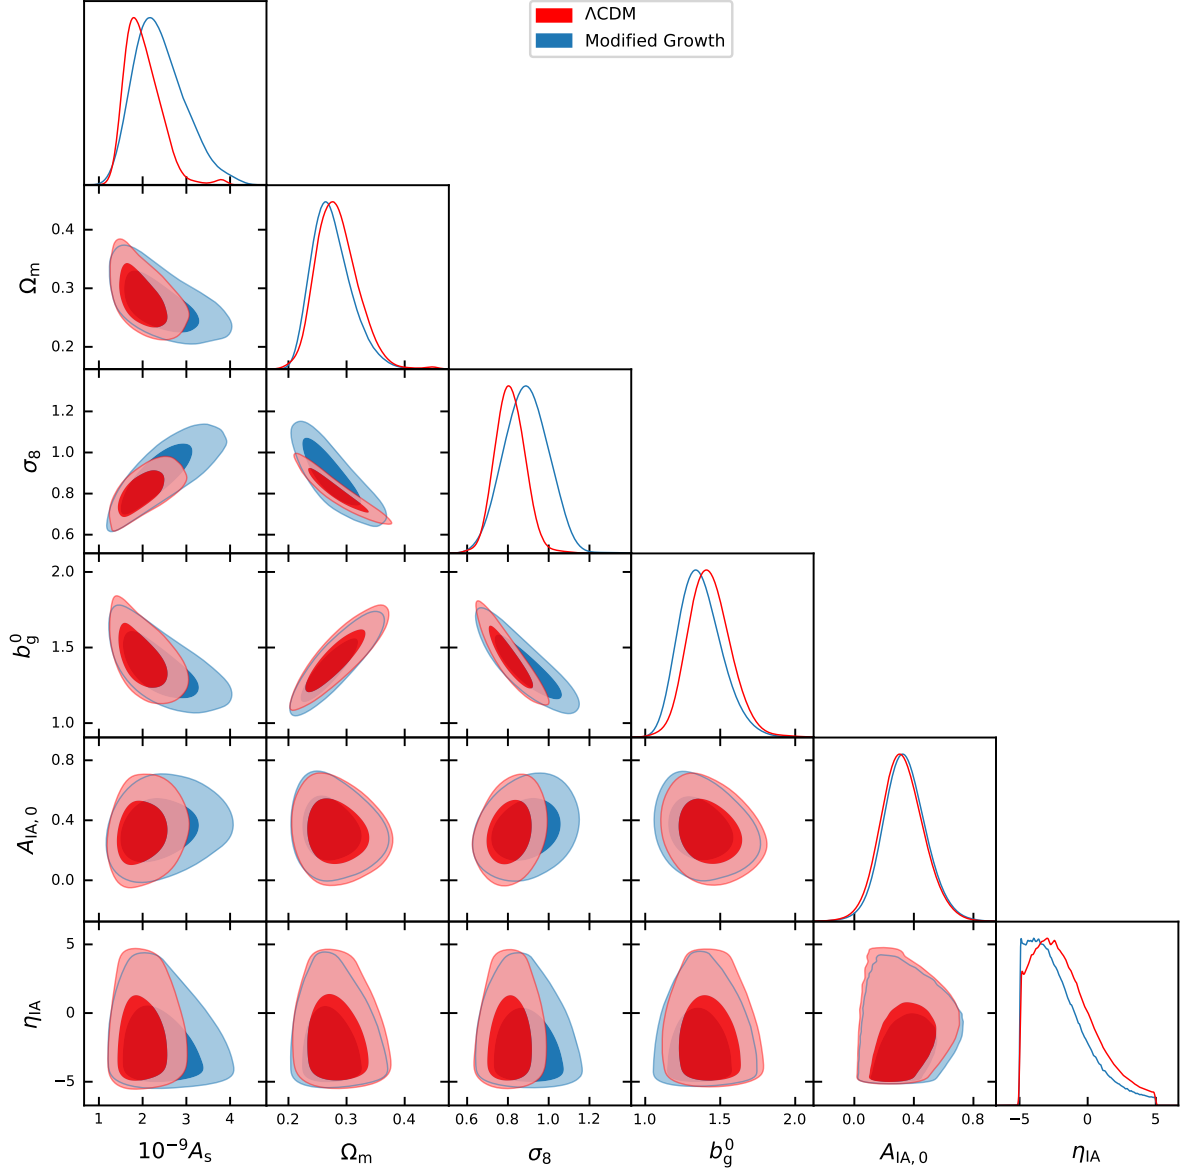 ΛCDM
Modified Growth
0.4
0.3
0.2
Ωm
1.2
1.0
0.8
0.6
σ8
2.0
1.5
1.0
b⁰g
0.8
0.4
0.0
AIA, 0
5
0
−5
ηIA
1 2 3 4
0.2 0.3 0.4
0.6 0.8 1.0 1.2
1.0 1.5 2.0
0.0 0.4 0.8
−5 0 5
10⁻⁹As
Ωm
σ8
b⁰g
AIA, 0
ηIA